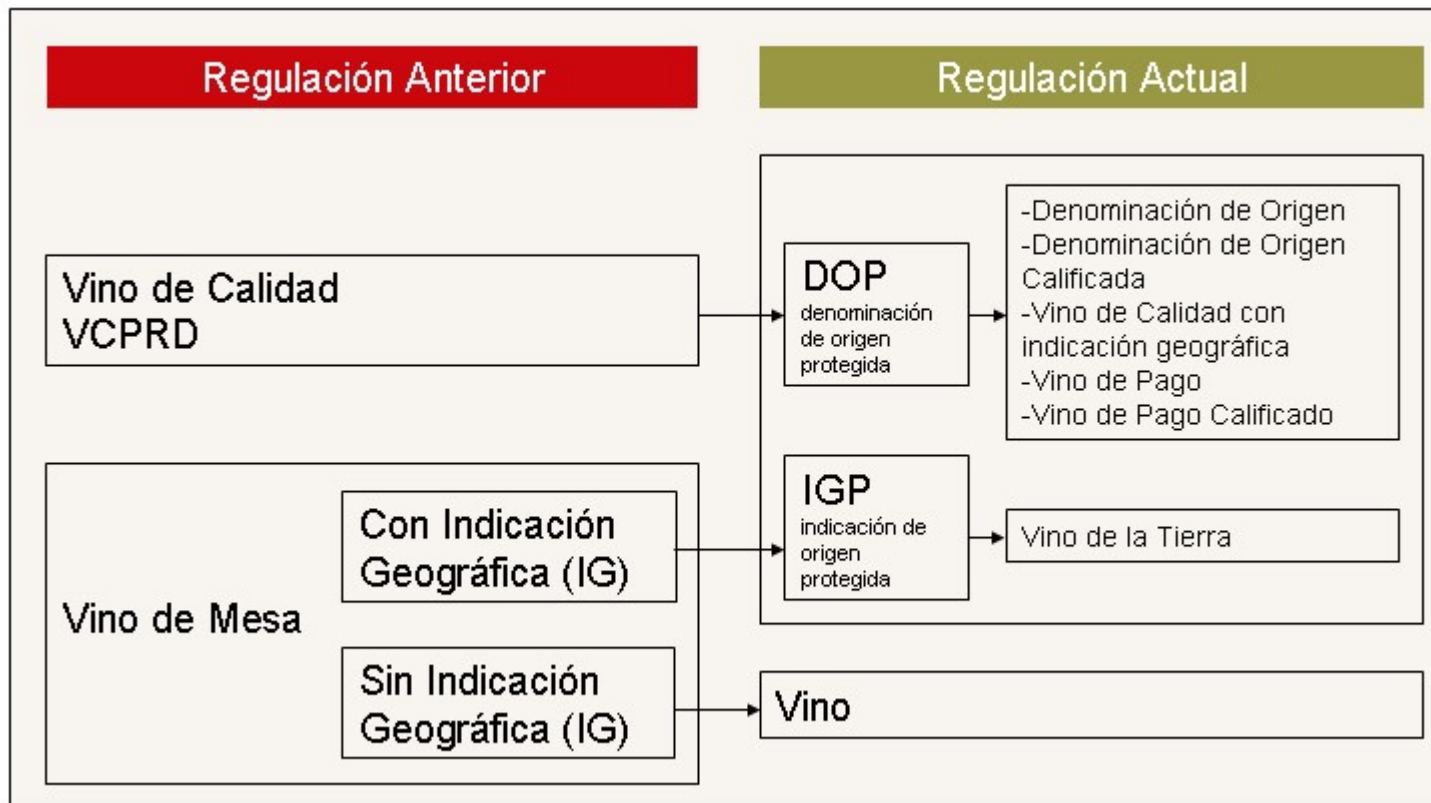 Regulación Anterior
Regulación Actual
Vino de Calidad
VCPRD
DOP
denominación
de origen
protegida
-Denominación de Origen
-Denominación de Origen
Calificada
-Vino de Calidad con
indicación geográfica
-Vino de Pago
-Vino de Pago Calificado
Vino de Mesa
Con Indicación
Geográfica (IG)
IGP
indicación de
origen
protegida
Vino de la Tierra
Sin Indicación
Geográfica (IG)
Vino